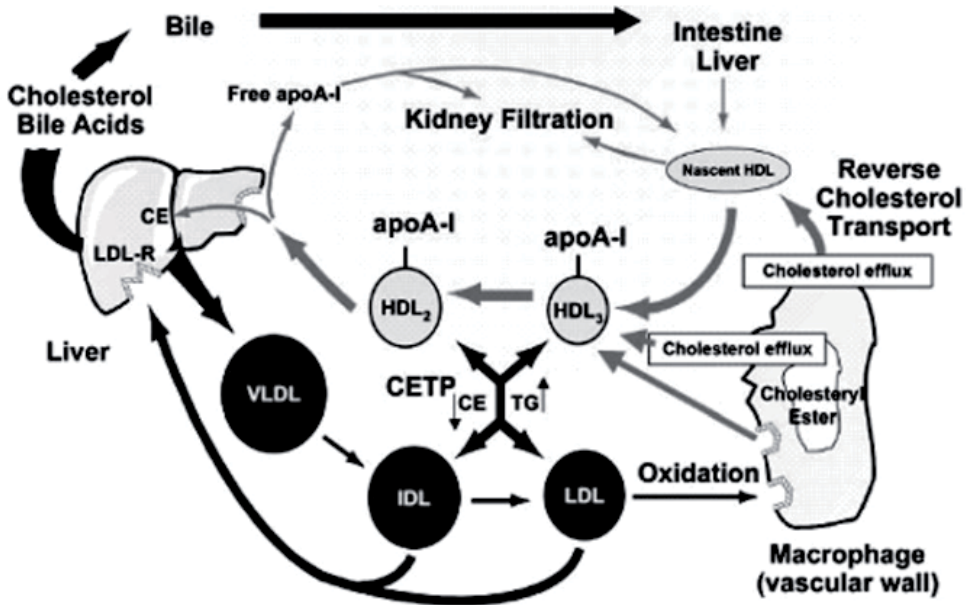 Bile
Intestine
Liver
Cholesterol
Bile Acids
Free apoA-I
Kidney Filtration
Nascent HDL
Reverse
Cholesterol
Transport
CE
LDL-R
apoA-I
apoA-I
Cholesterol efflux
HDL2
HDL3
Cholesterol efflux
Liver
VLDL
CETP
CE
TG
Cholesteryl
Ester
IDL
LDL
Oxidation
Macrophage
(vascular wall)